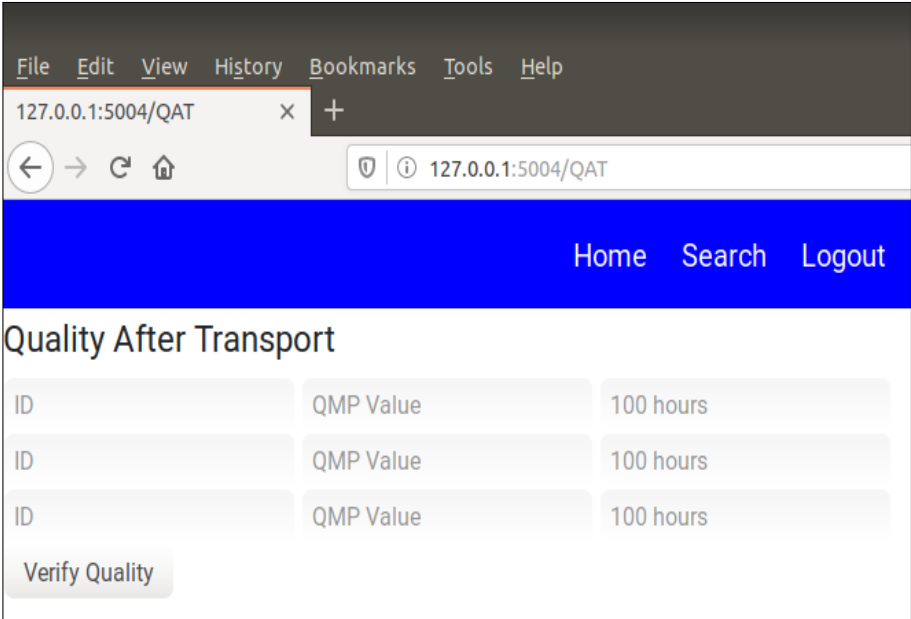 File Edit View History Bookmarks Tools Help
127.0.0.1:5004/QAT × +
127.0.0.1:5004/QAT
Home Search Logout
Quality After Transport
ID QMP Value 100 hours
ID QMP Value 100 hours
ID QMP Value 100 hours
Verify Quality